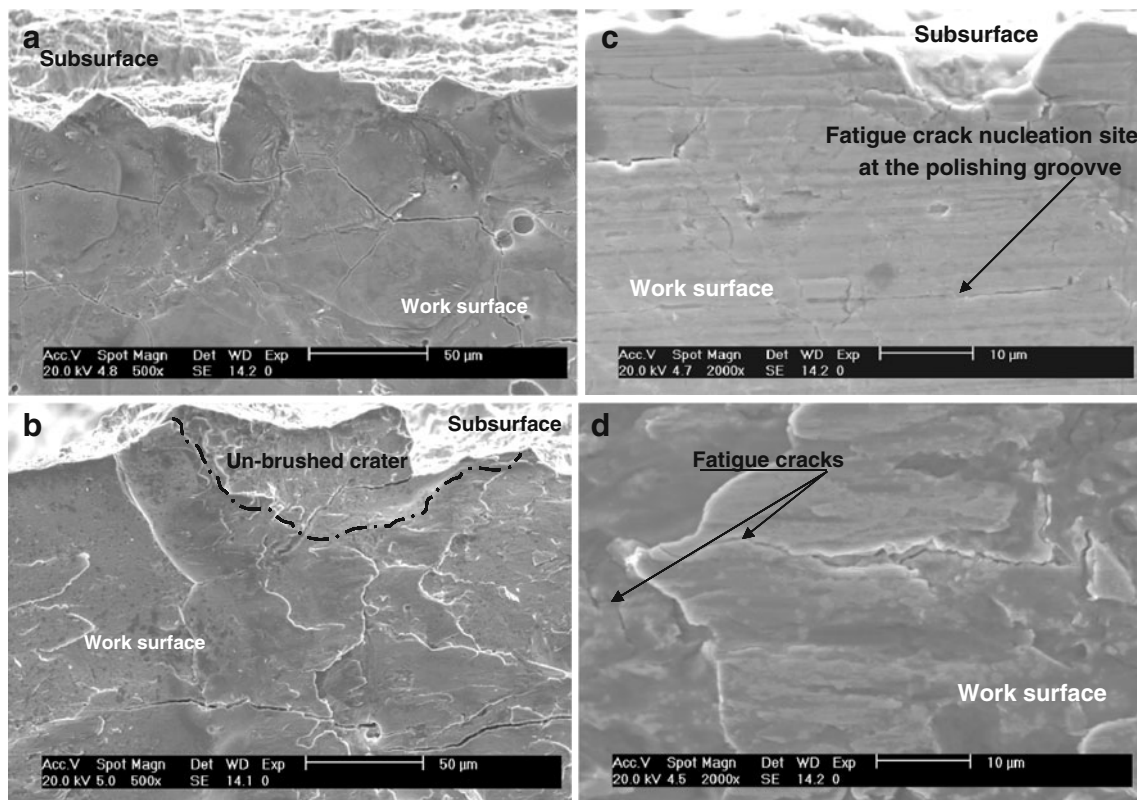 a
Subsurface
Work surface
Acc.V Spot Magn Det WD Exp 50 µm
20.0 kV 4.8 500x SE 14.2 0
c
Subsurface
Fatigue crack nucleation site
at the polishing groovve
Work surface
Acc.V Spot Magn Det WD Exp 10 µm
20.0 kV 4.7 2000x SE 14.2 0
b
Subsurface
Un-brushed crater
Work surface
Acc.V Spot Magn Det WD Exp 50 µm
20.0 kV 5.0 500x SE 14.1 0
d
Fatigue cracks
Work surface
Acc.V Spot Magn Det WD Exp 10 µm
20.0 kV 4.5 2000x SE 14.2 0